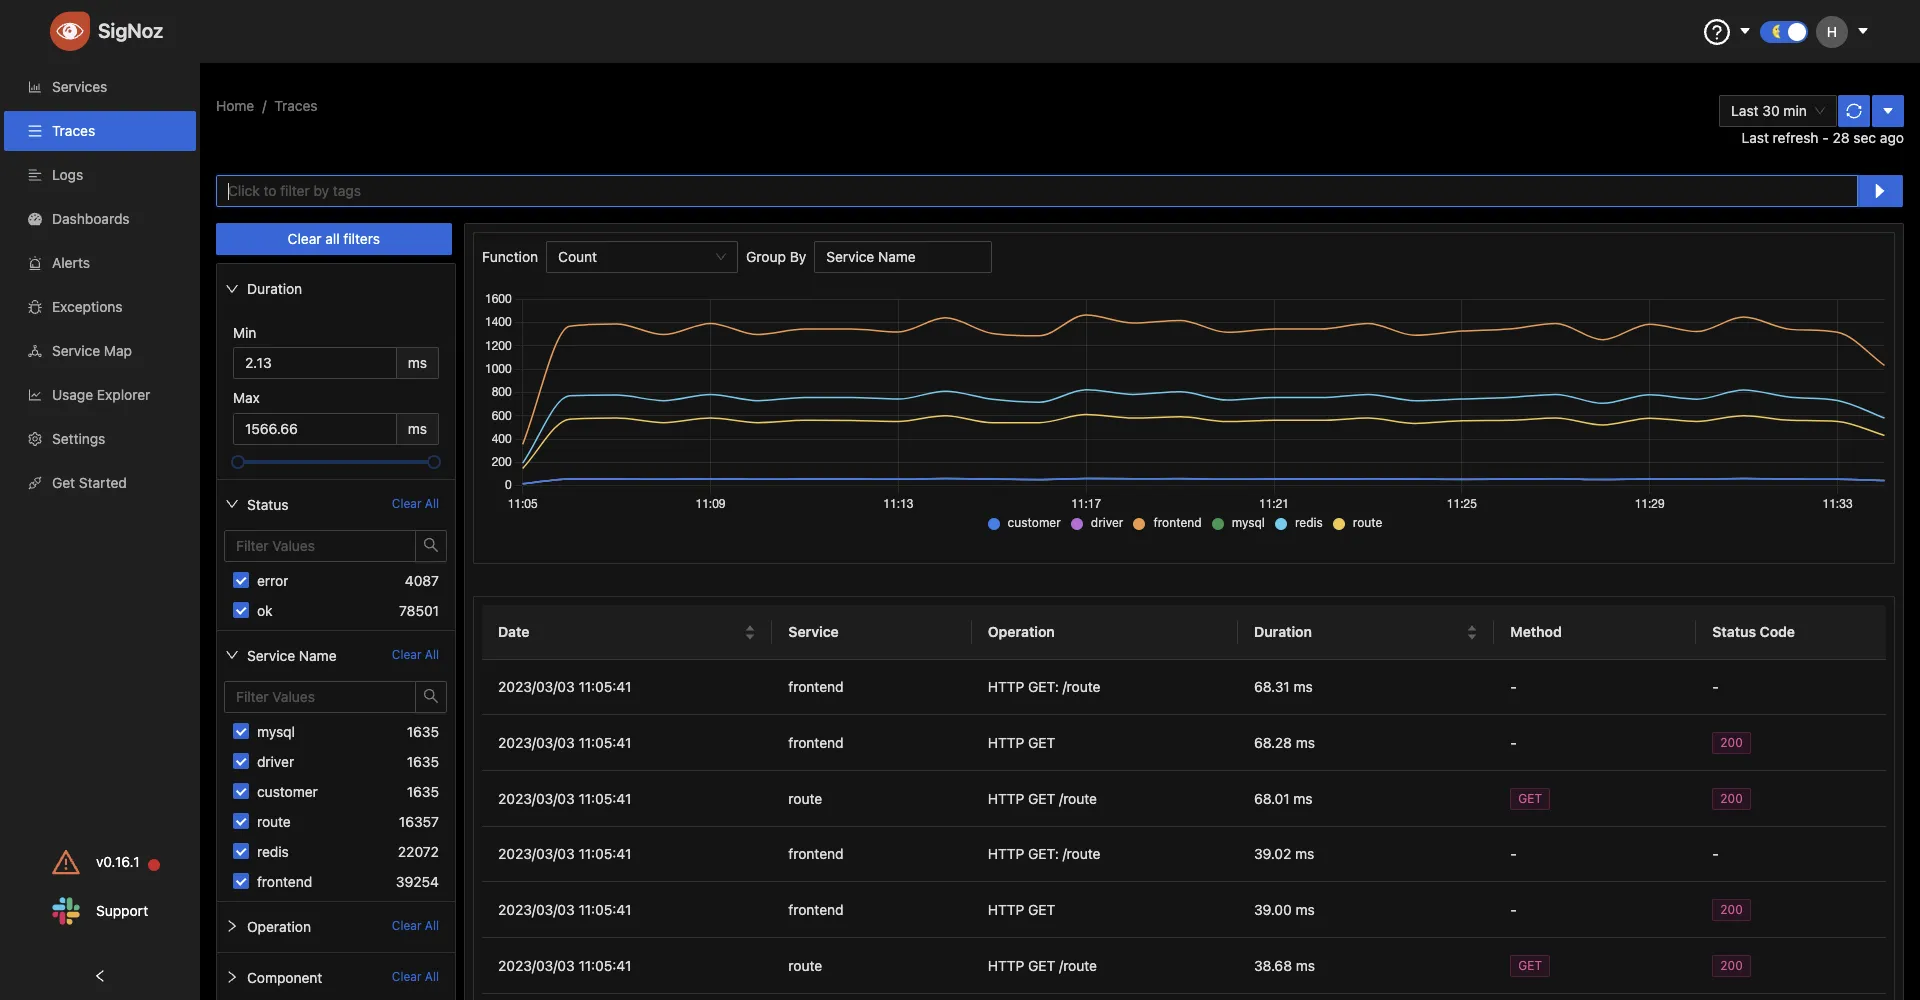 SigNoz
H
Services
Traces
Logs
Dashboards
Alerts
Exceptions
Service Map
Usage Explorer
Settings
Get Started
v0.16.1
Support
Home / Traces
Last 30 min
Last refresh - 28 sec ago
Click to filter by tags
Clear all filters
Duration
Min
2.13 ms
Max
1566.66 ms
Status Clear All
Filter Values
error 4087
ok 78501
Service Name Clear All
Filter Values
mysql 1635
driver 1635
customer 1635
route 16357
redis 22072
frontend 39254
Operation Clear All
Component Clear All
Function Count Group By Service Name
1600
1400
1200
1000
800
600
400
200
0
11:05 11:09 11:13 11:17 11:21 11:25 11:29 11:33
customer driver frontend mysql redis route
Date Service Operation Duration Method Status Code
2023/03/03 11:05:41 frontend HTTP GET: /route 68.31 ms - -
2023/03/03 11:05:41 frontend HTTP GET 68.28 ms - 200
2023/03/03 11:05:41 route HTTP GET /route 68.01 ms GET 200
2023/03/03 11:05:41 frontend HTTP GET: /route 39.02 ms - -
2023/03/03 11:05:41 frontend HTTP GET 39.00 ms - 200
2023/03/03 11:05:41 route HTTP GET /route 38.68 ms GET 200